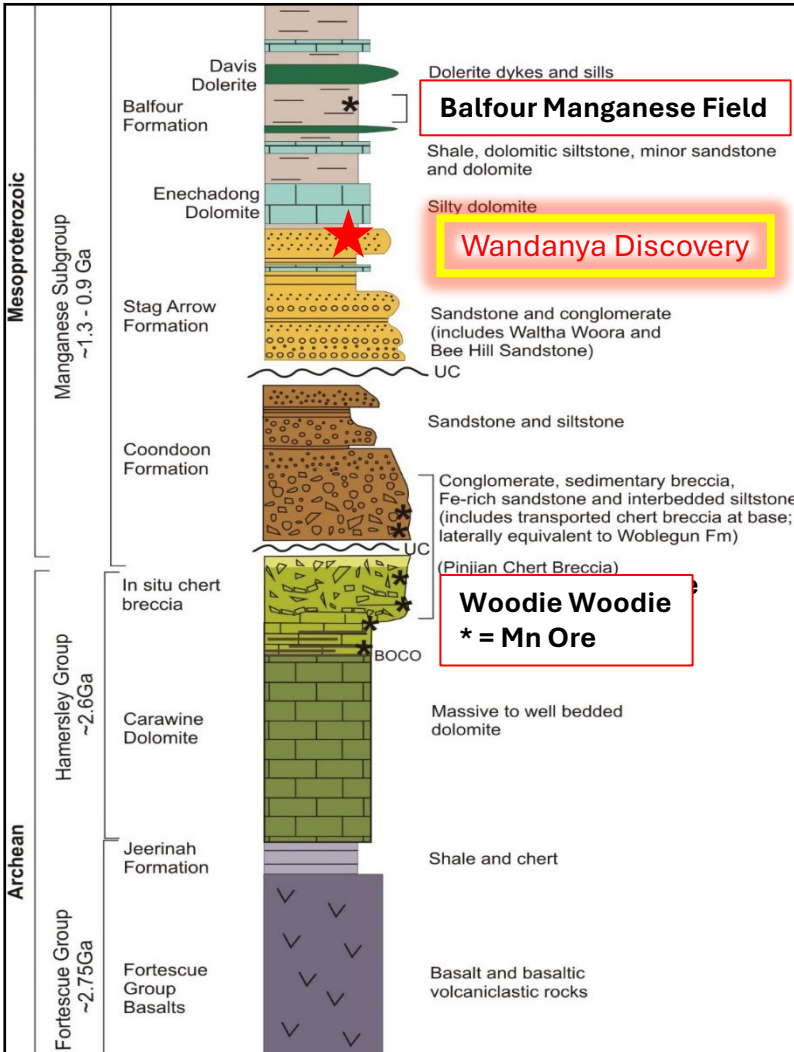 Mesoproterozoic
Archean
Manganese Subgroup
~1.3 - 0.9 Ga
Hamersley Group
~2.6Ga
Fortescue Group
~2.75Ga
Davis
Dolerite
Dolerite dykes and sills
Balfour
Formation
*
Balfour Manganese Field
Shale, dolomitic siltstone, minor sandstone
and dolomite
Enechadong
Dolomite
Silty dolomite
Wandanya Discovery
Stag Arrow
Formation
Sandstone and conglomerate
(includes Waltha Woora and
Bee Hill Sandstone)
UC
Sandstone and siltstone
Coondoon
Formation
Conglomerate, sedimentary breccia,
Fe-rich sandstone and interbedded siltstone
(includes transported chert breccia at base;
laterally equivalent to Woblegun Fm)
*
*
UC
(Pinjian Chert Breccia)
In situ chert
breccia
*
*
*
*
e
Woodie Woodie
* = Mn Ore
BOCO
Carawine
Dolomite
Massive to well bedded
dolomite
Jeerinah
Formation
Shale and chert
Fortescue
Group
Basalts
Basalt and basaltic
volcaniclastic rocks